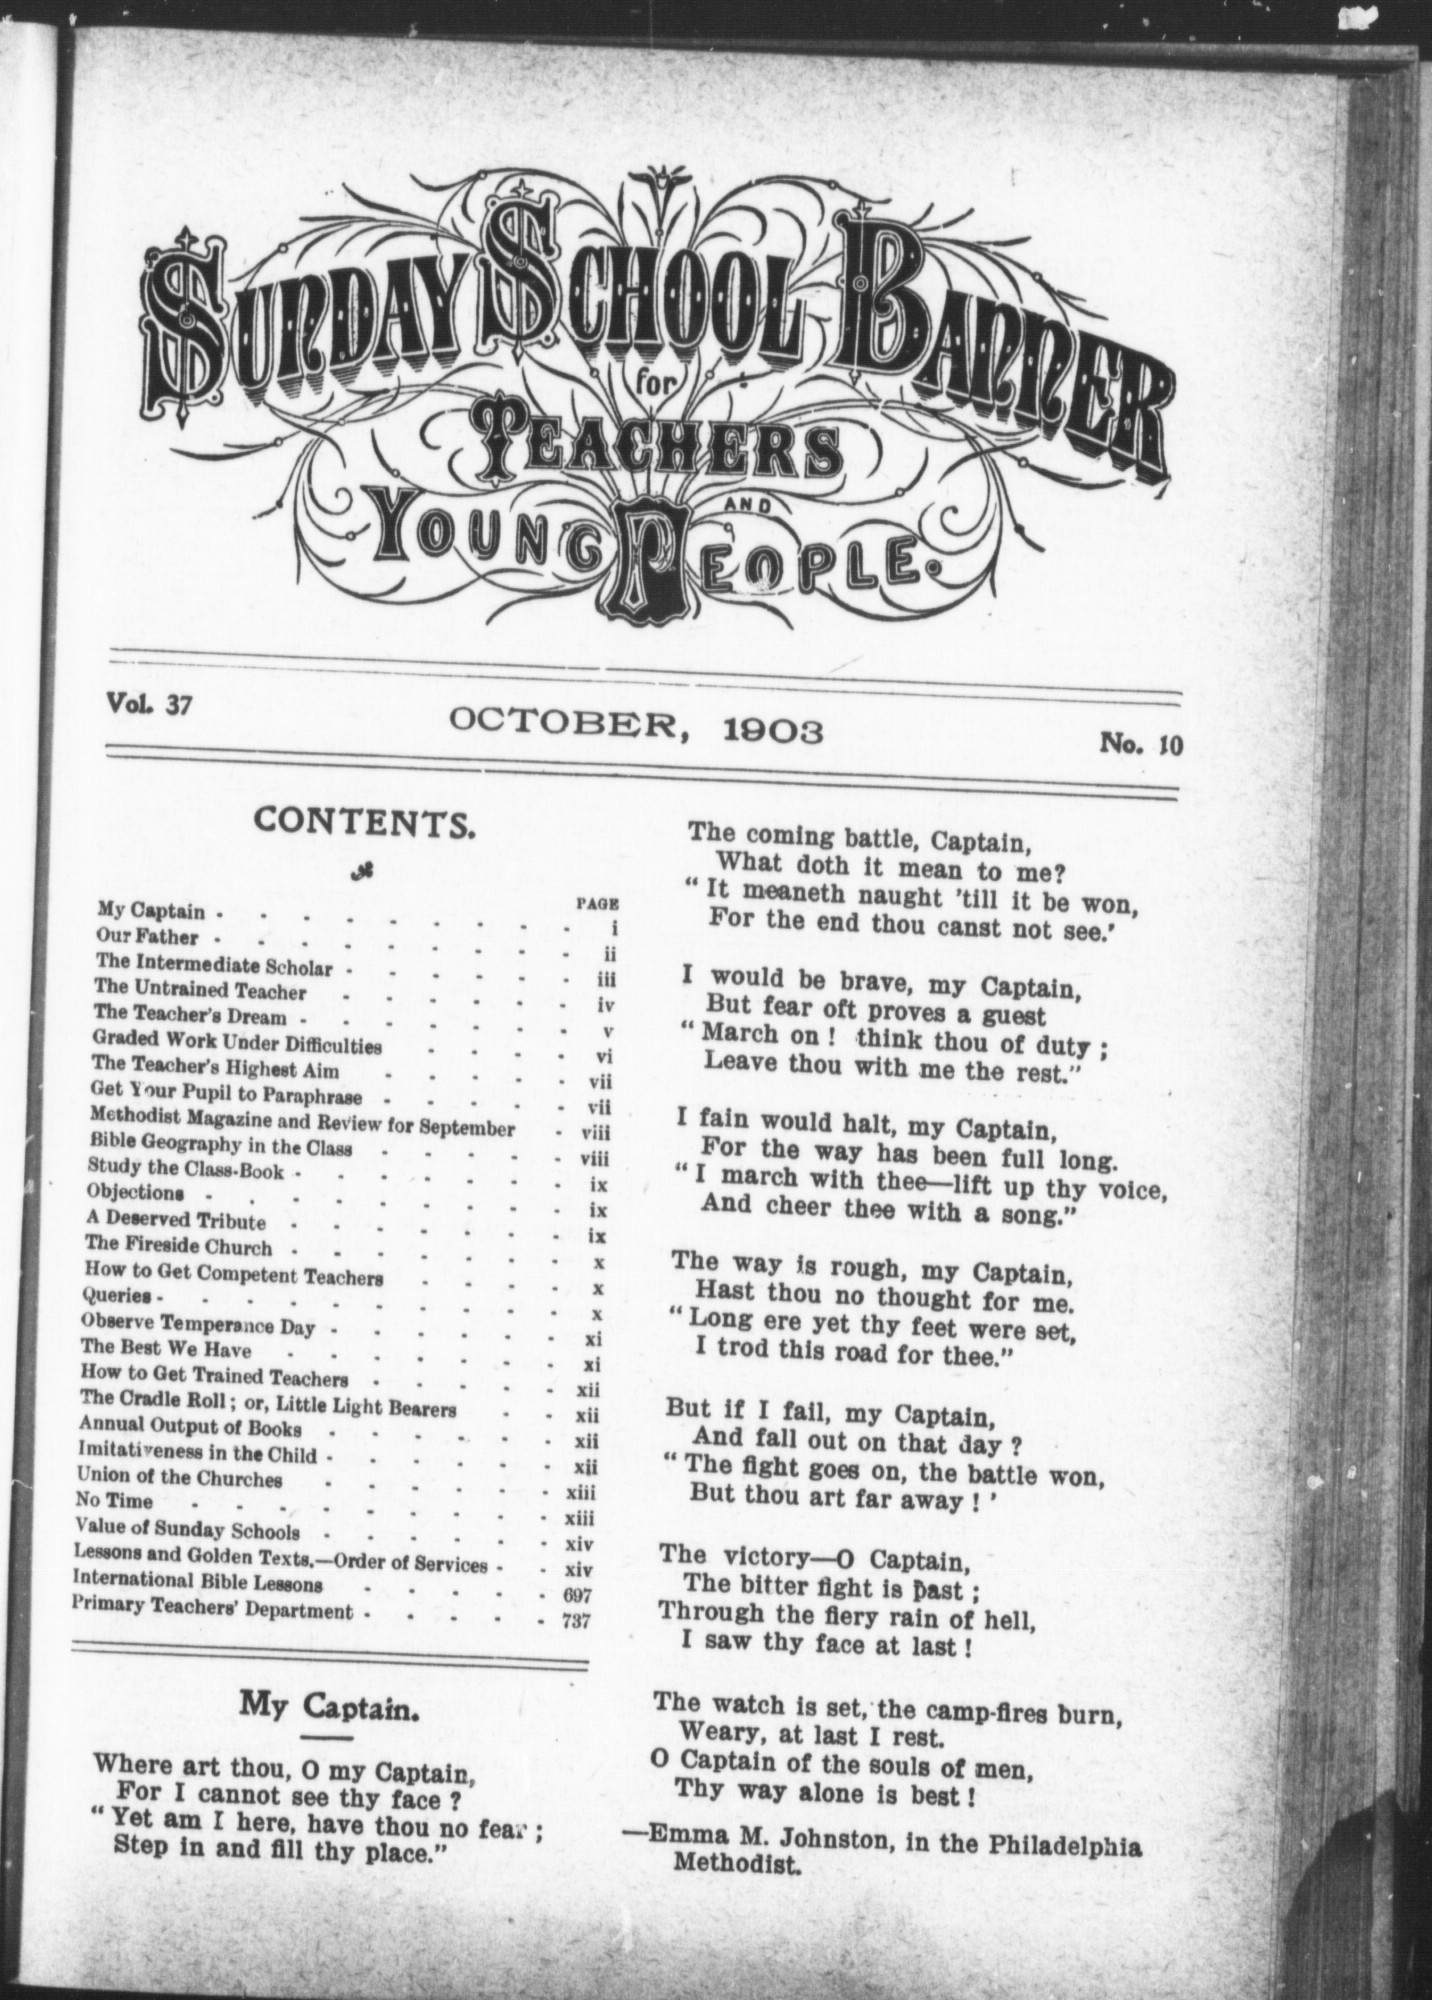 SUNDAY SCHOOL BANNER
for
TEACHERS
AND
YOUNG PEOPLE.
Vol. 37 OCTOBER, 1903 No. 10
CONTENTS.
PAGE
My Captain - - - - - - - - - i
Our Father - - - - - - - - - ii
The Intermediate Scholar - - - - - - iii
The Untrained Teacher - - - - - - iv
The Teacher's Dream - - - - - - - v
Graded Work Under Difficulties - - - - vi
The Teacher's Highest Aim - - - - - vii
Get Your Pupil to Paraphrase - - - - - vii
Methodist Magazine and Review for September - viii
Bible Geography in the Class - - - - - viii
Study the Class-Book - - - - - - - ix
Objections - - - - - - - - - ix
A Deserved Tribute - - - - - - - ix
The Fireside Church - - - - - - - x
How to Get Competent Teachers - - - - x
Queries - - - - - - - - - - x
Observe Temperance Day - - - - - - xi
The Best We Have - - - - - - - xi
How to Get Trained Teachers - - - - - xii
The Cradle Roll; or, Little Light Bearers - - xii
Annual Output of Books - - - - - - xii
Imitativeness in the Child - - - - - - xii
Union of the Churches - - - - - - xiii
No Time - - - - - - - - - xiii
Value of Sunday Schools - - - - - - xiv
Lessons and Golden Texts.—Order of Services - - xiv
International Bible Lessons - - - - - 697
Primary Teachers' Department - - - - - 737
My Captain.
Where art thou, O my Captain,
For I cannot see thy face ?
“ Yet am I here, have thou no fear ;
Step in and fill thy place.”
The coming battle, Captain,
What doth it mean to me?
“ It meaneth naught 'till it be won,
For the end thou canst not see.'
I would be brave, my Captain,
But fear oft proves a guest
“ March on ! think thou of duty ;
Leave thou with me the rest.”
I fain would halt, my Captain,
For the way has been full long.
“ I march with thee—lift up thy voice,
And cheer thee with a song.”
The way is rough, my Captain,
Hast thou no thought for me.
“ Long ere yet thy feet were set,
I trod this road for thee.”
But if I fail, my Captain,
And fall out on that day ?
“ The fight goes on, the battle won,
But thou art far away ! '
The victory—O Captain,
The bitter fight is past ;
Through the fiery rain of hell,
I saw thy face at last !
The watch is set, the camp-fires burn,
Weary, at last I rest.
O Captain of the souls of men,
Thy way alone is best !
—Emma M. Johnston, in the Philadelphia
Methodist.